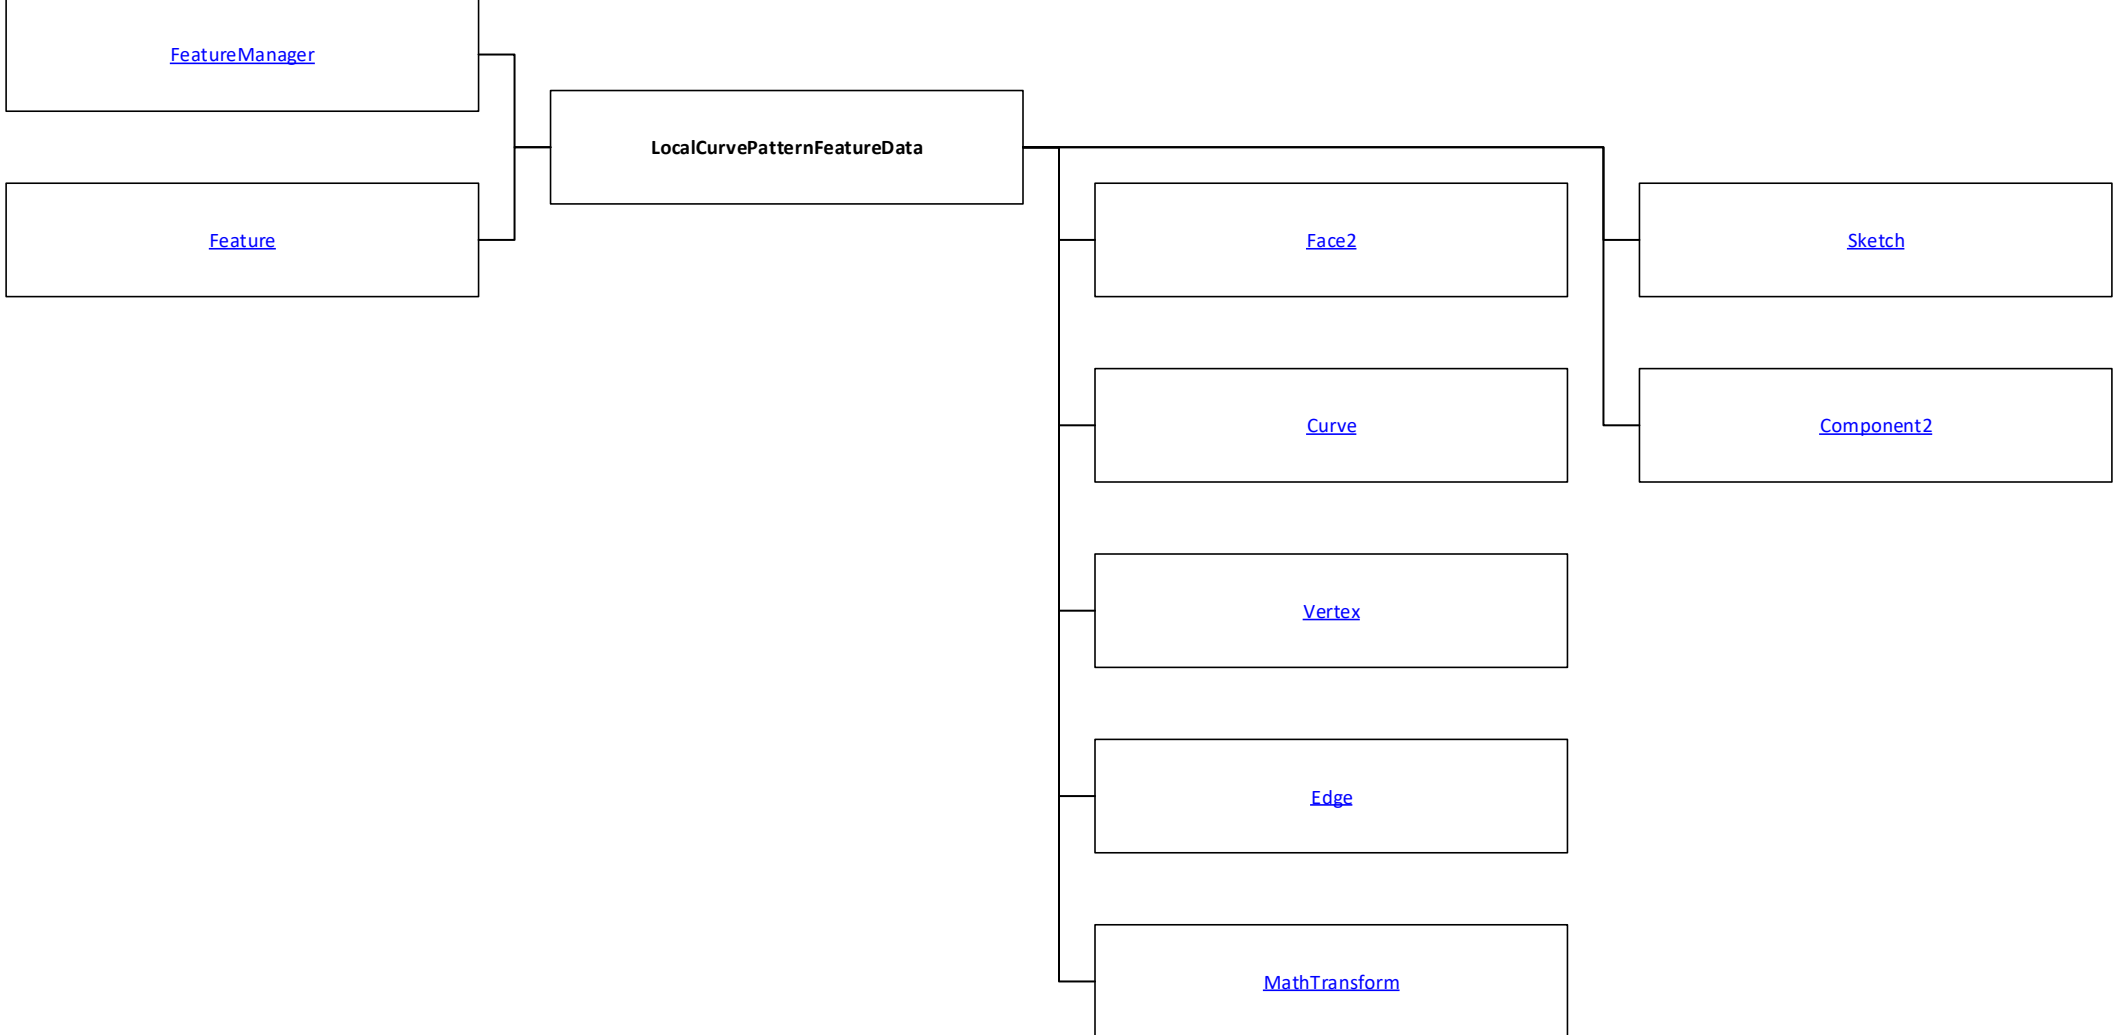 FeatureManager
LocalCurvePatternFeatureData
Feature
Face2
Sketch
Curve
Component2
Vertex
Edge
MathTransform